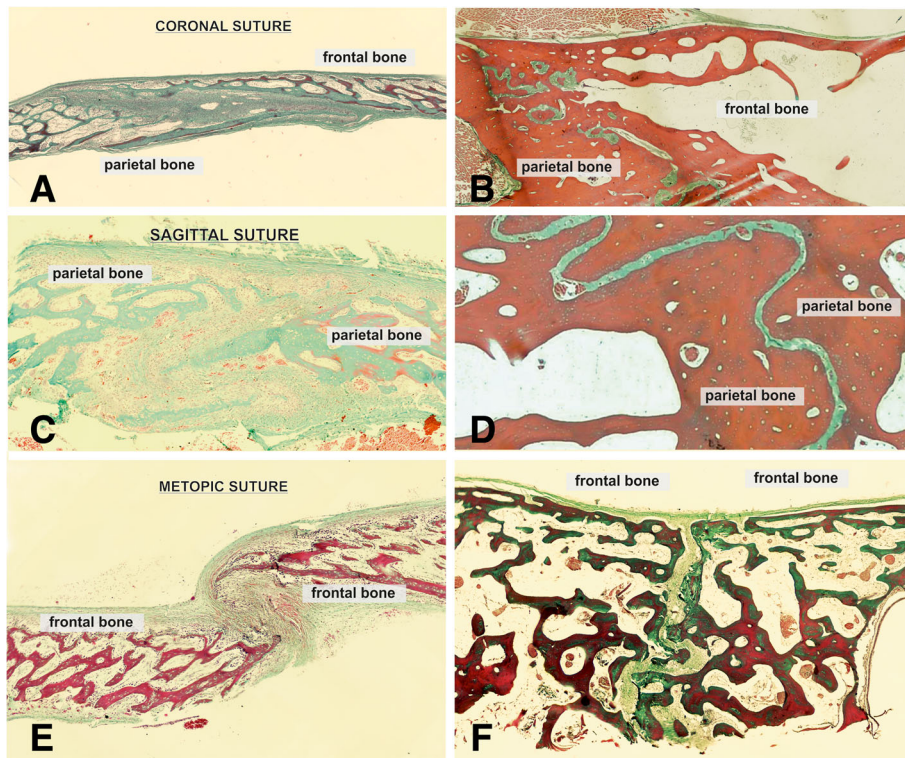 CORONAL SUTURE
frontal bone
parietal bone
A
frontal bone
parietal bone
B
SAGITTAL SUTURE
parietal bone
parietal bone
C
parietal bone
parietal bone
D
METOPIC SUTURE
frontal bone
frontal bone
E
frontal bone
frontal bone
F